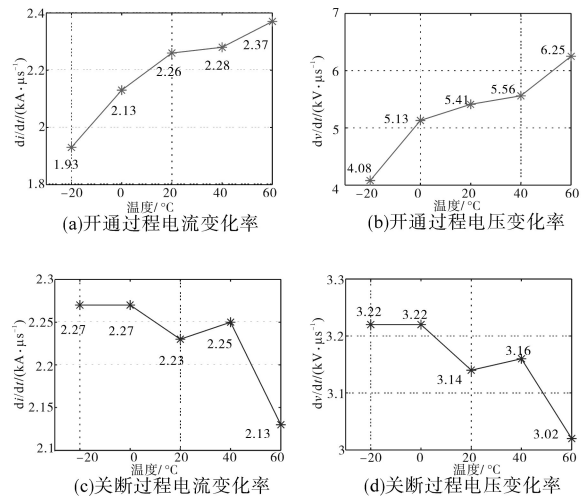 2.4
2.2
2
1.8
di/dt/(kA·μs⁻¹)
1.93
2.13
2.26
2.28
2.37
−20 0 20 40 60
温度/°C
(a)开通过程电流变化率
7
6
5
4
dv/dt/(kV·μs⁻¹)
4.08
5.13
5.41
5.56
6.25
−20 0 20 40 60
温度/°C
(b)开通过程电压变化率
2.3
2.25
2.2
2.15
2.1
di/dt/(kA·μs⁻¹)
2.27
2.27
2.23
2.25
2.13
−20 0 20 40 60
温度/°C
(c)关断过程电流变化率
3.3
3.2
3.1
3
dv/dt/(kV·μs⁻¹)
3.22
3.22
3.14
3.16
3.02
−20 0 20 40 60
温度/°C
(d)关断过程电压变化率